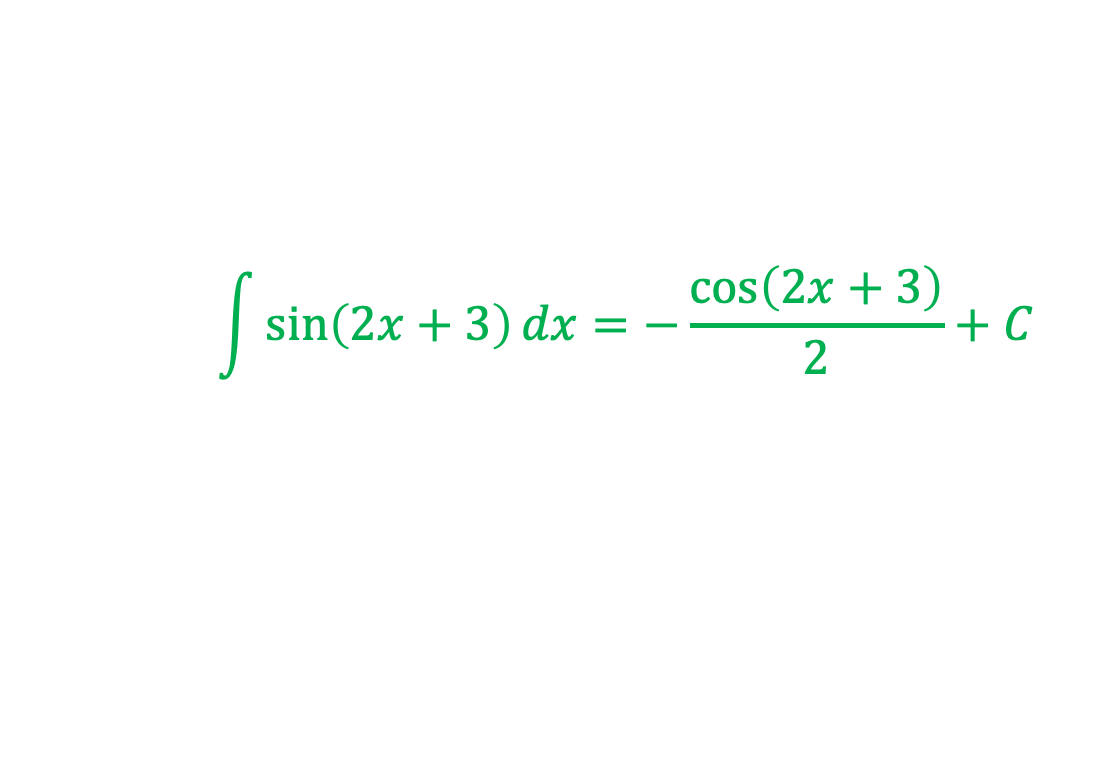 ∫ sin(2x + 3) dx = − cos(2x + 3)/2 + C